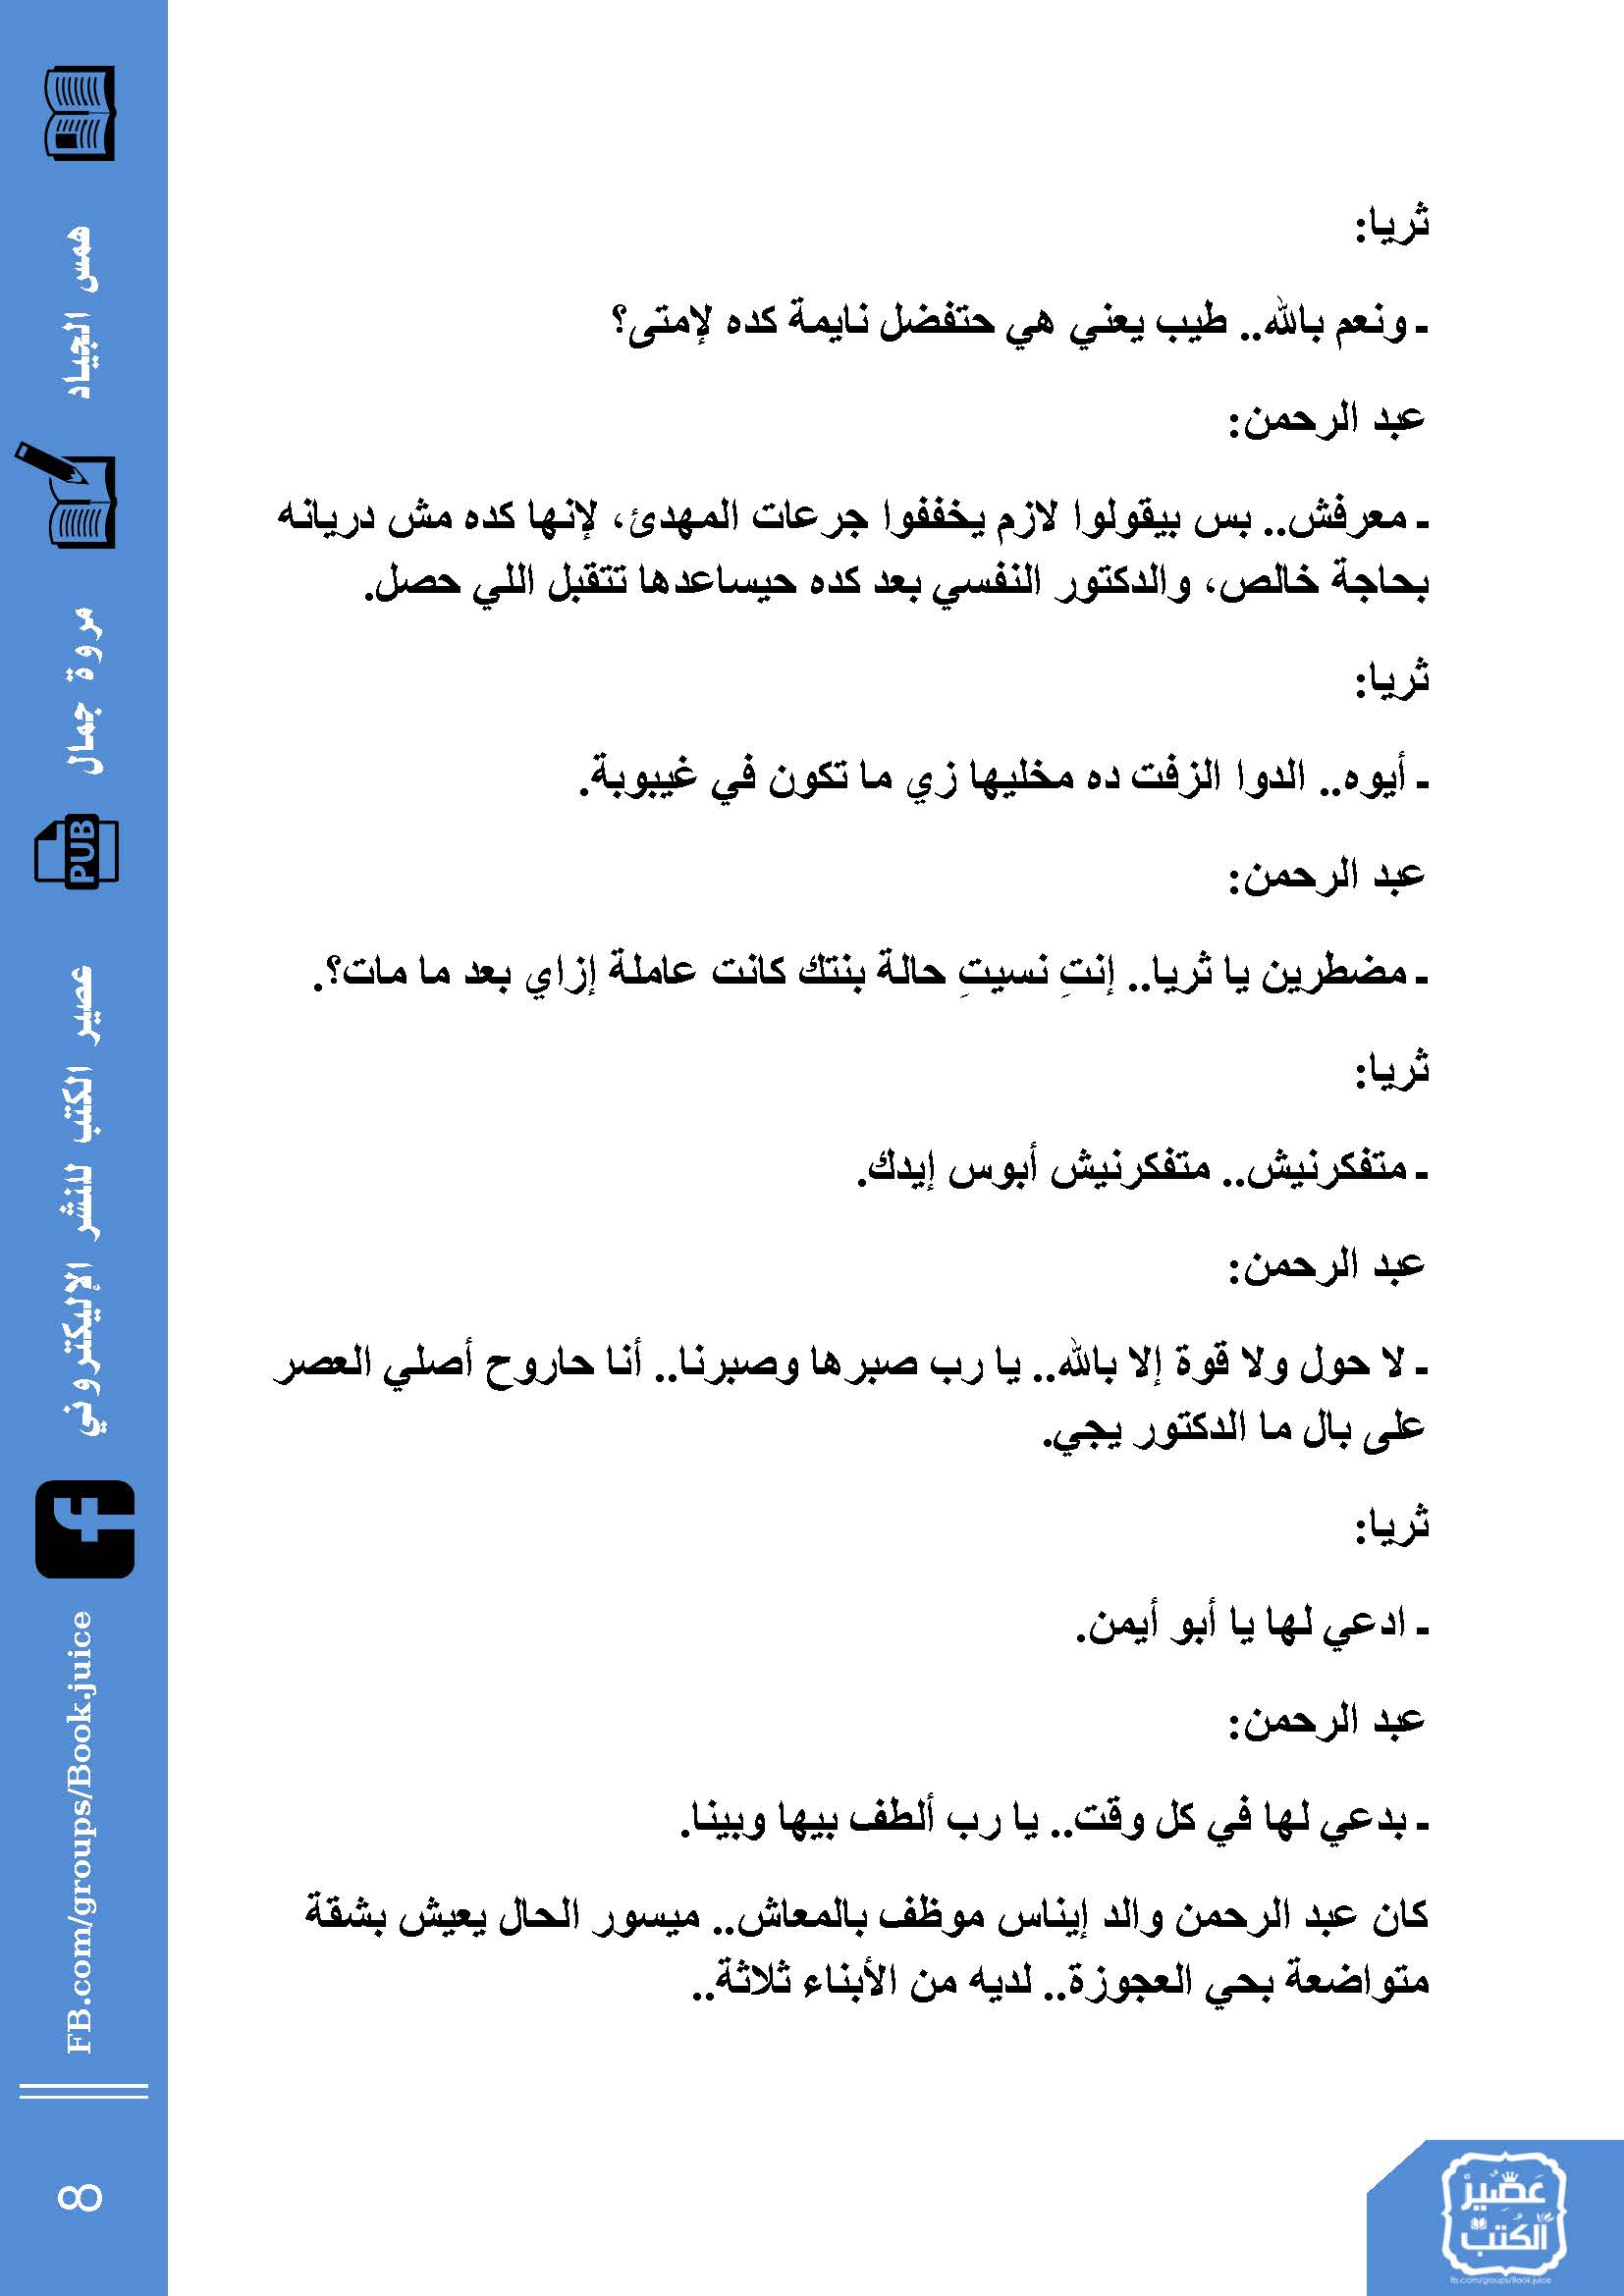 ثريا:
ـ ونعم بالله.. طيب يعني هي حتفضل نايمة كده لإمتى؟
عبد الرحمن:
ـ معرفش.. بس بيقولوا لازم يخففوا جرعات المهدئ، لإنها كده مش دريانه
بحاجة خالص، والدكتور النفسي بعد كده حيساعدها تتقبل اللي حصل.
ثريا:
ـ أيوه.. الدوا الزفت ده مخليها زي ما تكون في غيبوبة.
عبد الرحمن:
ـ مضطرين يا ثريا.. إنتِ نسيتِ حالة بنتك كانت عاملة إزاي بعد ما مات؟.
ثريا:
ـ متفكرنيش.. متفكرنيش أبوس إيدك.
عبد الرحمن:
ـ لا حول ولا قوة إلا بالله.. يا رب صبرها وصبرنا.. أنا حاروح أصلي العصر
على بال ما الدكتور يجي.
ثريا:
ـ ادعي لها يا أبو أيمن.
عبد الرحمن:
ـ بدعي لها في كل وقت.. يا رب ألطف بيها وبينا.
كان عبد الرحمن والد إيناس موظف بالمعاش.. ميسور الحال يعيش بشقة
متواضعة بحي العجوزة.. لديه من الأبناء ثلاثة..
همس الجياد
مروة جمال
PUB
عصير الكتب للنشر الإليكتروني
FB.com/groups/Book.juice
8
عَصِيرُ
الكُتب
fb.com/groups/Book.juice